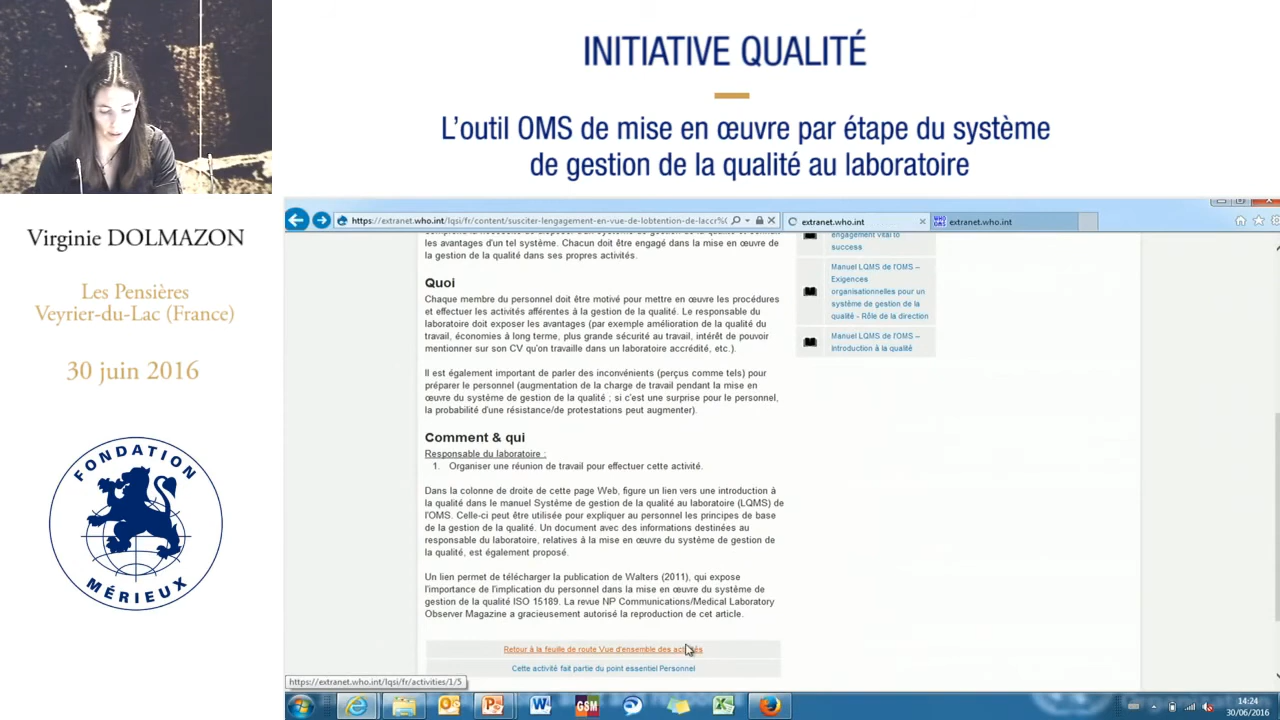 INITIATIVE QUALITÉ
L'outil OMS de mise en œuvre par étape du système
de gestion de la qualité au laboratoire
Virginie DOLMAZON
Les Pensières
Veyrier-du-Lac (France)
30 juin 2016
FONDATION
MÉRIEUX
https://extranet.who.int/lqsi/fr/content/susciter-lengagement-en-vue-de-lobtention-de-laccr%C
extranet.who.int
extranet.who.int
les avantages d'un tel système. Chacun doit être engagé dans la mise en œuvre de
la gestion de la qualité dans ses propres activités.
Quoi
Chaque membre du personnel doit être motivé pour mettre en œuvre les procédures
et effectuer les activités afférentes à la gestion de la qualité. Le responsable du
laboratoire doit exposer les avantages (par exemple amélioration de la qualité du
travail, économies à long terme, plus grande sécurité au travail, intérêt de pouvoir
mentionner sur son CV qu'on travaille dans un laboratoire accrédité, etc.).
Il est également important de parler des inconvénients (perçus comme tels) pour
préparer le personnel (augmentation de la charge de travail pendant la mise en
œuvre du système de gestion de la qualité ; si c'est une surprise pour le personnel,
la probabilité d'une résistance/de protestations peut augmenter).
Comment & qui
Responsable du laboratoire :
1. Organiser une réunion de travail pour effectuer cette activité.
Dans la colonne de droite de cette page Web, figure un lien vers une introduction à
la qualité dans le manuel Système de gestion de la qualité au laboratoire (LQMS) de
l'OMS. Celle-ci peut être utilisée pour expliquer au personnel les principes de base
de la gestion de la qualité. Un document avec des informations destinées au
responsable du laboratoire, relatives à la mise en œuvre du système de gestion de
la qualité, est également proposé.
Un lien permet de télécharger la publication de Walters (2011), qui expose
l'importance de l'implication du personnel dans la mise en œuvre du système de
gestion de la qualité ISO 15189. La revue NP Communications/Medical Laboratory
Observer Magazine a gracieusement autorisé la reproduction de cet article.
Retour à la feuille de route Vue d'ensemble des activités
Cette activité fait partie du point essentiel Personnel
engagement vital to
success
Manuel LQMS de l'OMS –
Exigences
organisationnelles pour un
système de gestion de la
qualité - Rôle de la direction
Manuel LQMS de l'OMS –
Introduction à la qualité
https://extranet.who.int/lqsi/fr/activities/1/5
GSM
14:24
30/06/2016